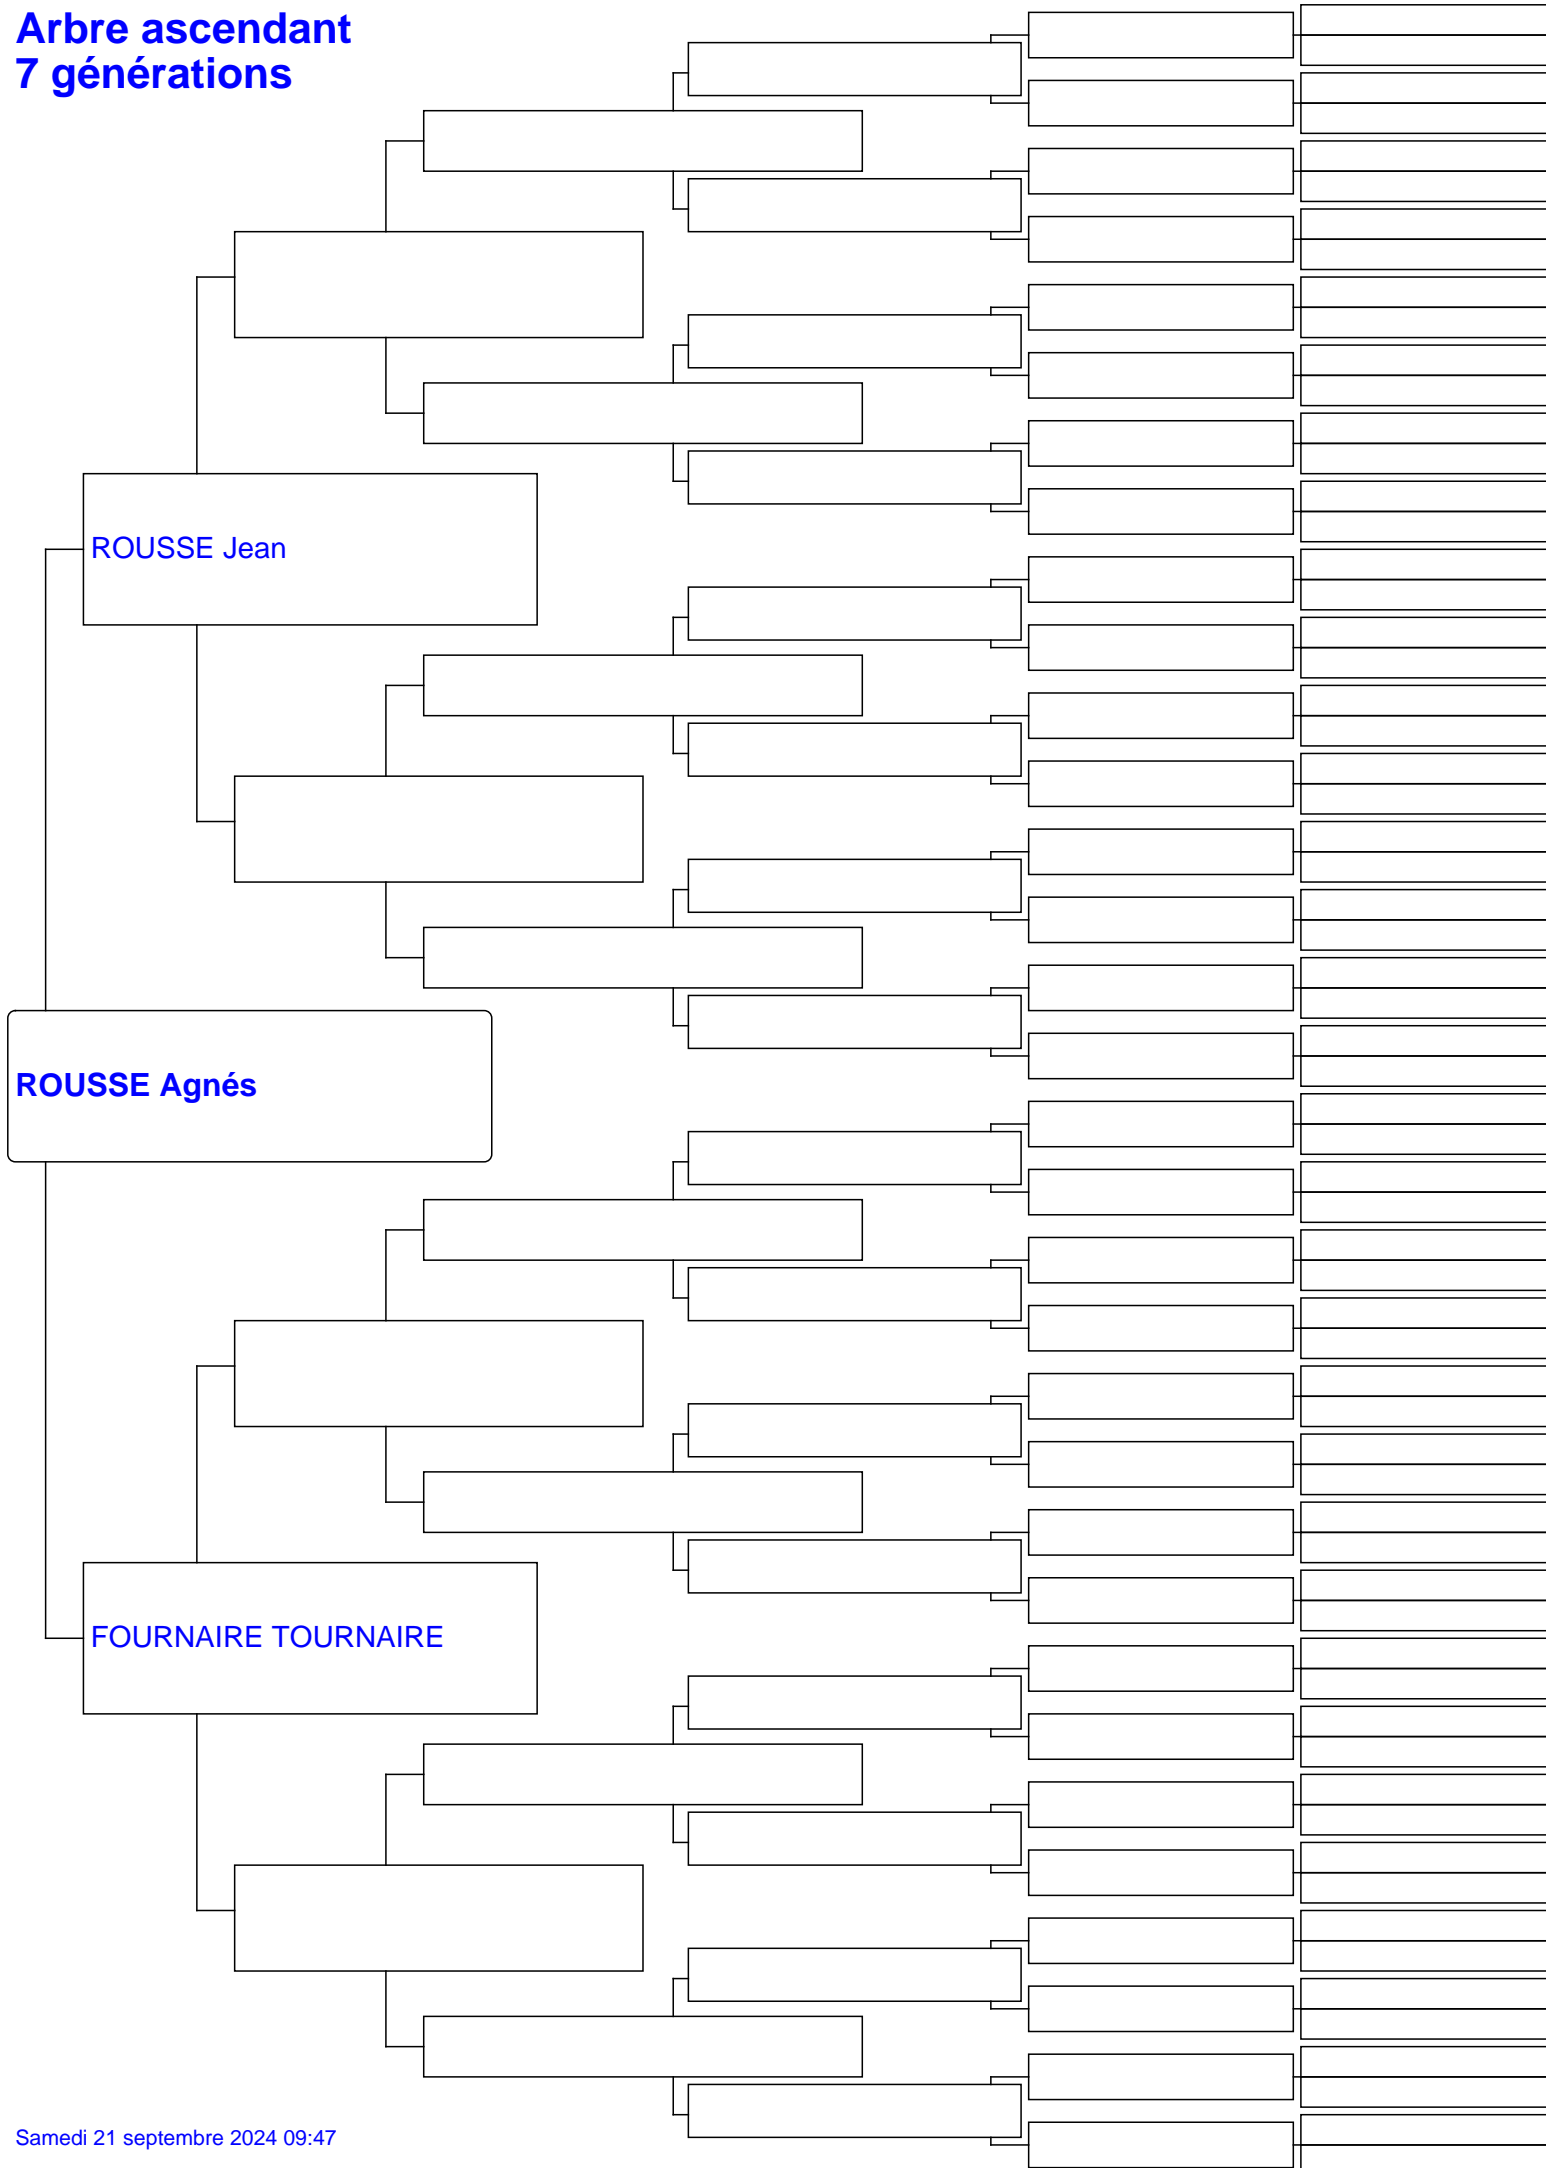 Arbre ascendant
7 générations
ROUSSE Jean
ROUSSE Agnés
FOURNAIRE TOURNAIRE
Samedi 21 septembre 2024 09:47